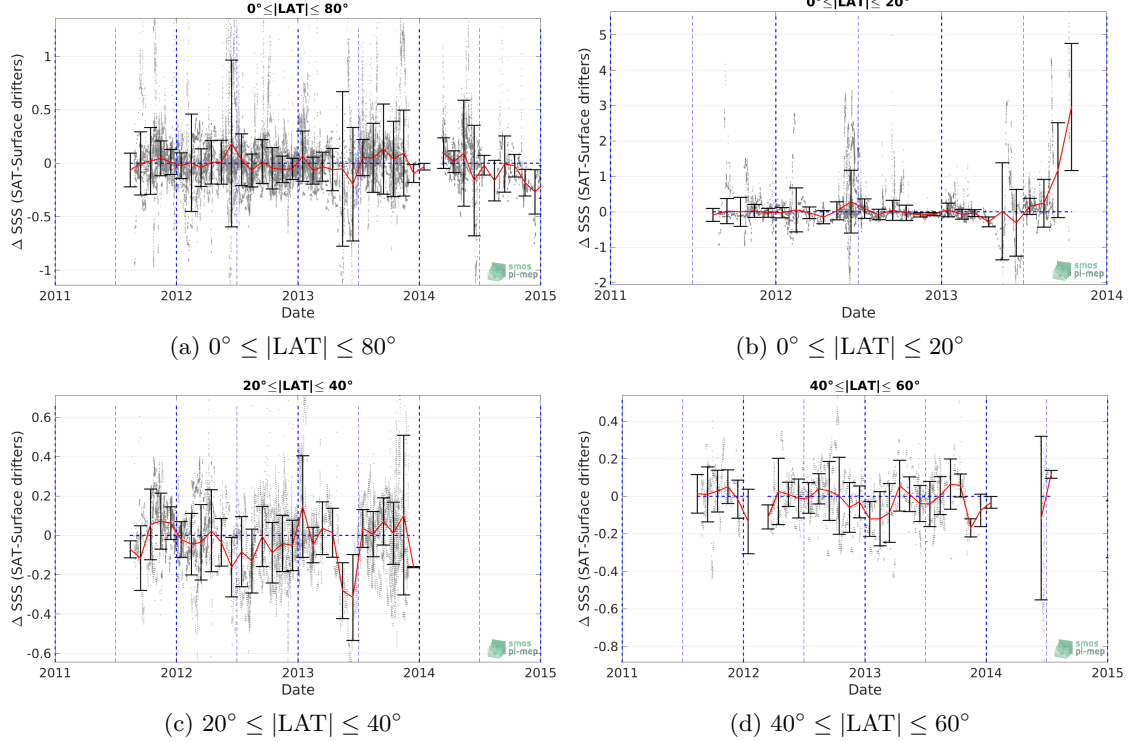 0°≤|LAT|≤ 80°
Δ SSS (SAT-Surface drifters)
1
0.5
0
-0.5
-1
2011 2012 2013 2014 2015
Date
smos
pi-mep
(a) 0° ≤ |LAT| ≤ 80°
0°≤|LAT|≤ 20°
Δ SSS (SAT-Surface drifters)
5
4
3
2
1
0
-1
-2
2011 2012 2013 2014
Date
smos
pi-mep
(b) 0° ≤ |LAT| ≤ 20°
20°≤|LAT|≤ 40°
Δ SSS (SAT-Surface drifters)
0.6
0.4
0.2
0
-0.2
-0.4
-0.6
2011 2012 2013 2014 2015
Date
smos
pi-mep
(c) 20° ≤ |LAT| ≤ 40°
40°≤|LAT|≤ 60°
Δ SSS (SAT-Surface drifters)
0.4
0.2
0
-0.2
-0.4
-0.6
-0.8
2011 2012 2013 2014 2015
Date
smos
pi-mep
(d) 40° ≤ |LAT| ≤ 60°